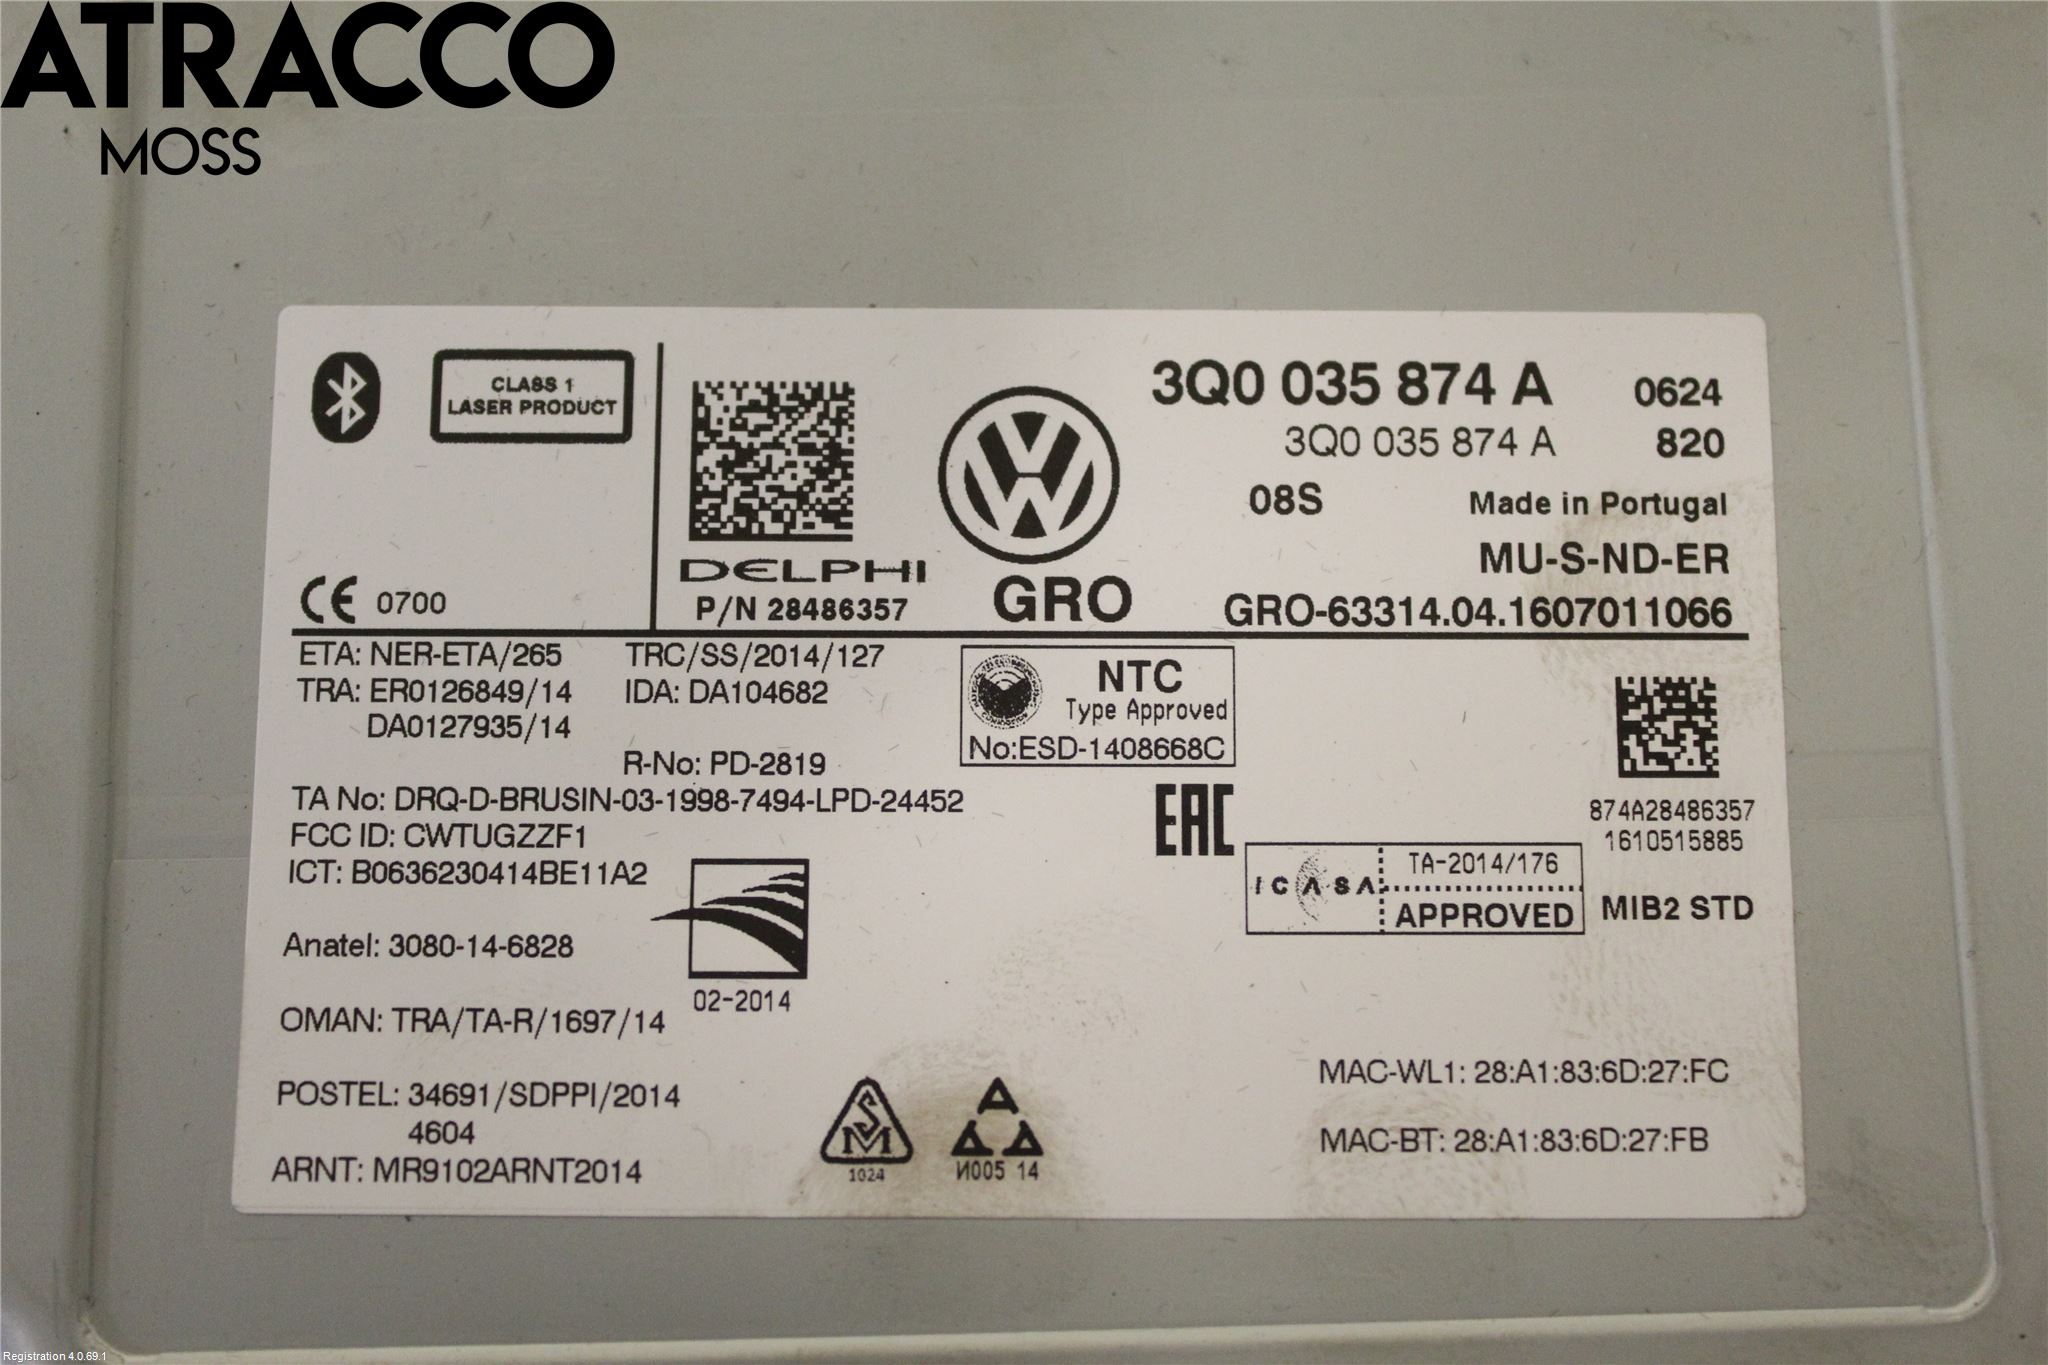 ATRACCO
MOSS
CLASS 1
LASER PRODUCT
3Q0 035 874 A 0624
3Q0 035 874 A 820
08S Made in Portugal
MU-S-ND-ER
DELPHI
P/N 28486357
GRO
GRO-63314.04.1607011066
CE 0700
ETA: NER-ETA/265 TRC/SS/2014/127
TRA: ER0126849/14 IDA: DA104682
DA0127935/14
R-No: PD-2819
NTC
Type Approved
No:ESD-1408668C
TA No: DRQ-D-BRUSIN-03-1998-7494-LPD-24452
FCC ID: CWTUGZZF1
ICT: B0636230414BE11A2
EAC
874A28486357
1610515885
ICASA TA-2014/176
APPROVED
MIB2 STD
Anatel: 3080-14-6828
02-2014
OMAN: TRA/TA-R/1697/14
POSTEL: 34691/SDPPI/2014
4604
ARNT: MR9102ARNT2014
SM
1024
И005 14
MAC-WL1: 28:A1:83:6D:27:FC
MAC-BT: 28:A1:83:6D:27:FB
Registration 4.0.69.1